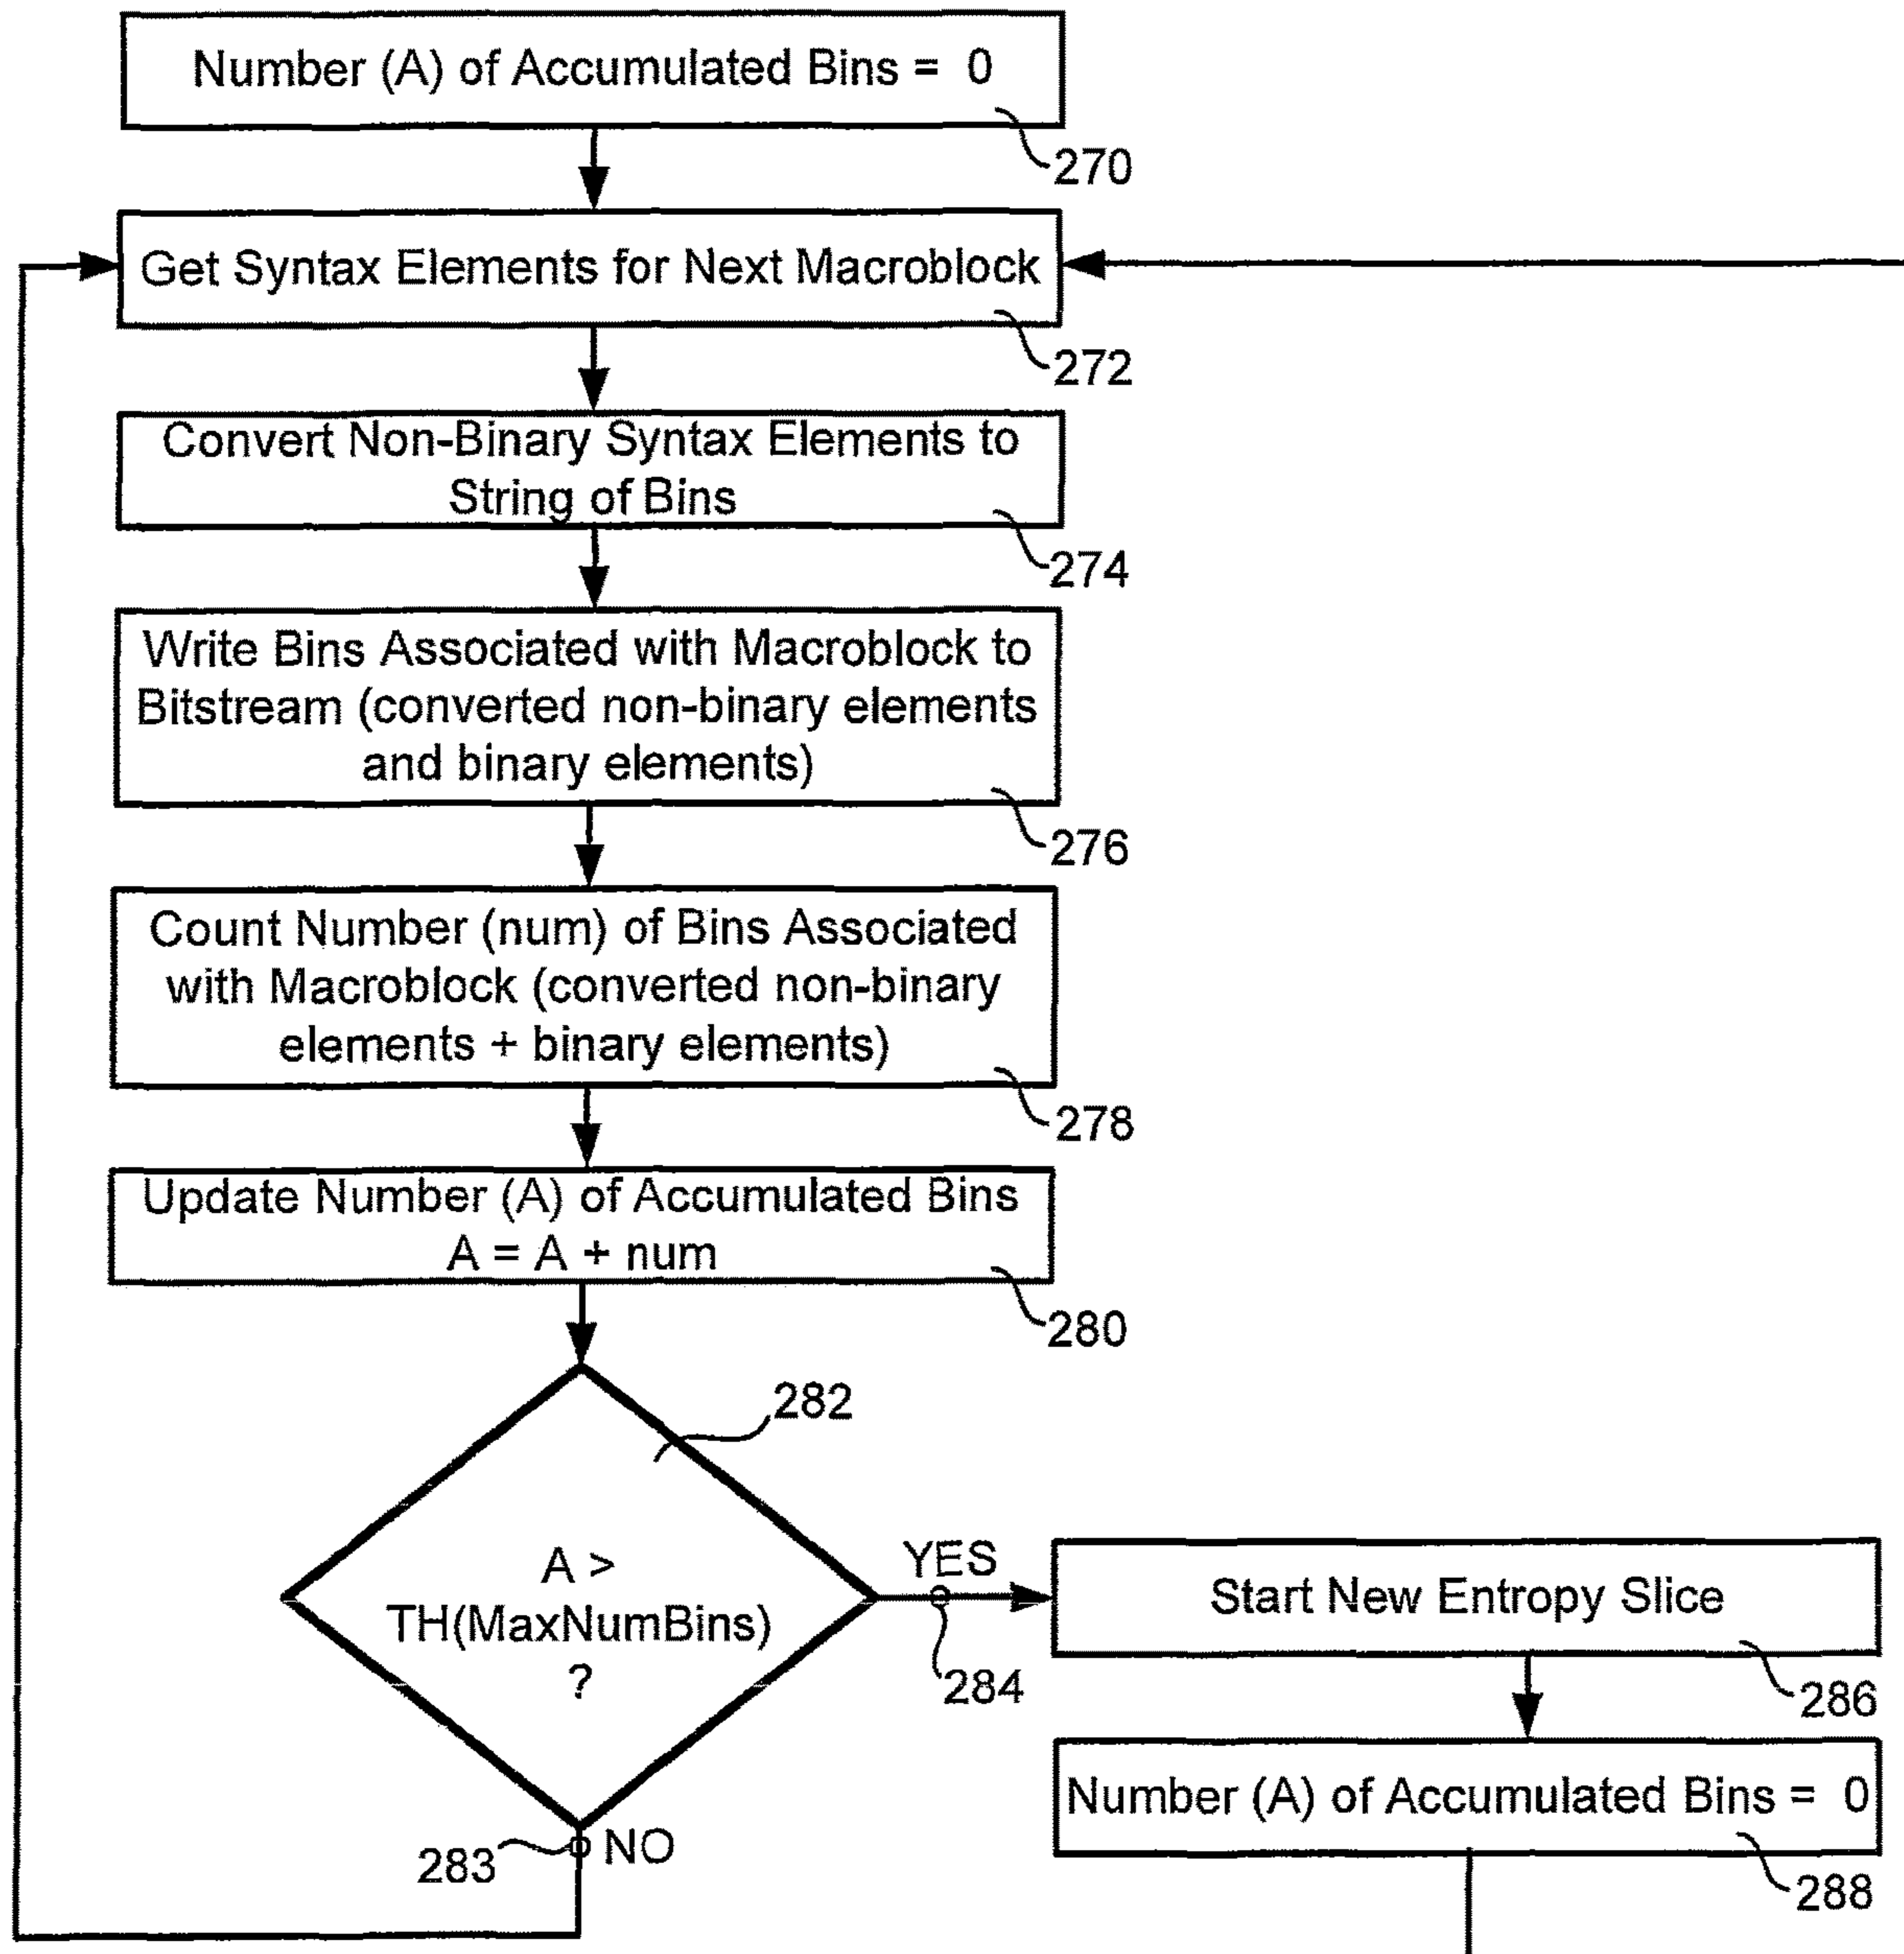 Number (A) of Accumulated Bins = 0
270
Get Syntax Elements for Next Macroblock
272
Convert Non-Binary Syntax Elements to
String of Bins
274
Write Bins Associated with Macroblock to
Bitstream (converted non-binary elements
and binary elements)
276
Count Number (num) of Bins Associated
with Macroblock (converted non-binary
elements + binary elements)
278
Update Number (A) of Accumulated Bins
A = A + num
280
282
A >
TH(MaxNumBins)
?
YES
284
283
NO
Start New Entropy Slice
286
Number (A) of Accumulated Bins = 0
288